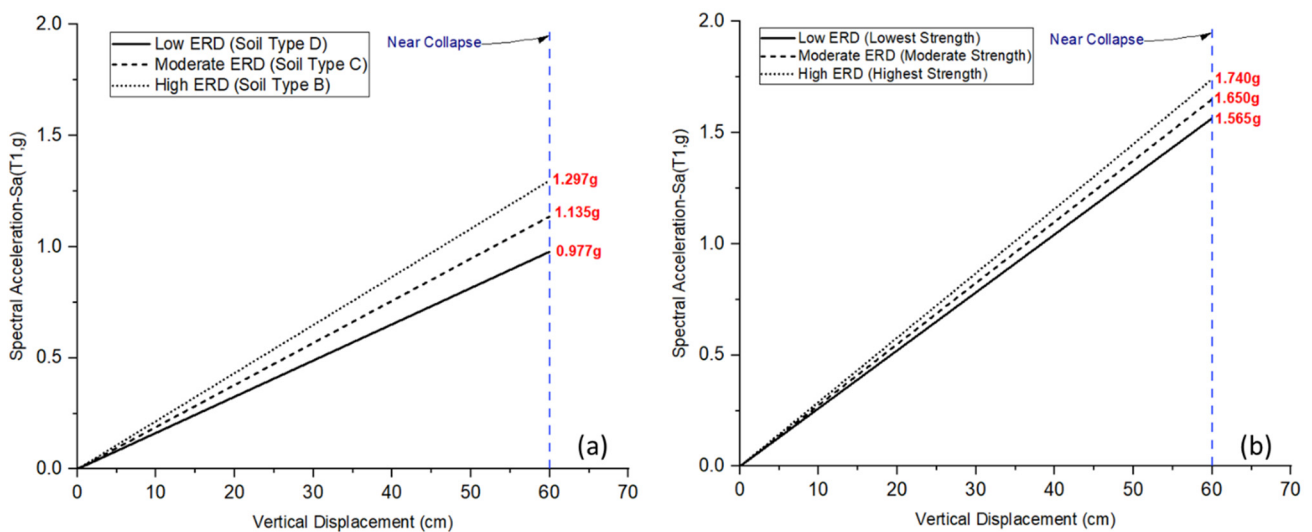 2.0
1.5
1.0
0.5
0.0
Spectral Acceleration-Sa(T1,g)
Low ERD (Soil Type D)
Moderate ERD (Soil Type C)
High ERD (Soil Type B)
Near Collapse
1.297g
1.135g
0.977g
(a)
0 10 20 30 40 50 60 70
Vertical Displacement (cm)
2.0
1.5
1.0
0.5
0.0
Spectral Acceleration-Sa(T1,g)
Low ERD (Lowest Strength)
Moderate ERD (Moderate Strength)
High ERD (Highest Strength)
Near Collapse
1.740g
1.650g
1.565g
(b)
0 10 20 30 40 50 60 70
Vertical Displacement (cm)